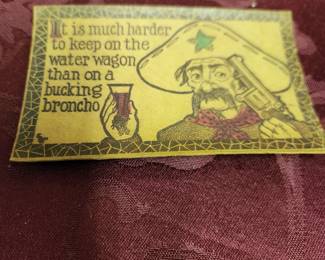 It is much harder
to keep on the
water wagon
than on a
bucking
broncho